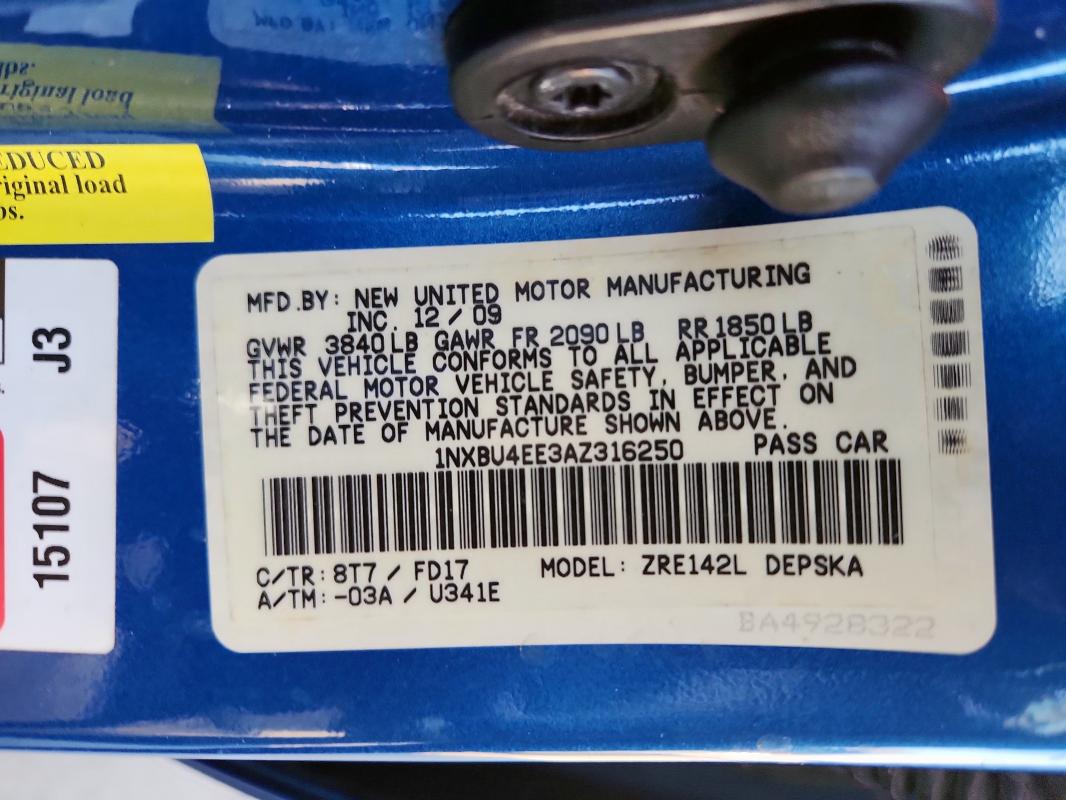 EDUCED
riginal load
os.
J3
15107
MFD.BY: NEW UNITED MOTOR MANUFACTURING
INC. 12 / 09
GVWR 3840 LB GAWR FR 2090 LB RR 1850 LB
THIS VEHICLE CONFORMS TO ALL APPLICABLE
FEDERAL MOTOR VEHICLE SAFETY, BUMPER, AND
THEFT PREVENTION STANDARDS IN EFFECT ON
THE DATE OF MANUFACTURE SHOWN ABOVE.
1NXBU4EE3AZ316250 PASS CAR
C/TR: 8T7 / FD17 MODEL: ZRE142L DEPSKA
A/TM: -03A / U341E
BA4928322